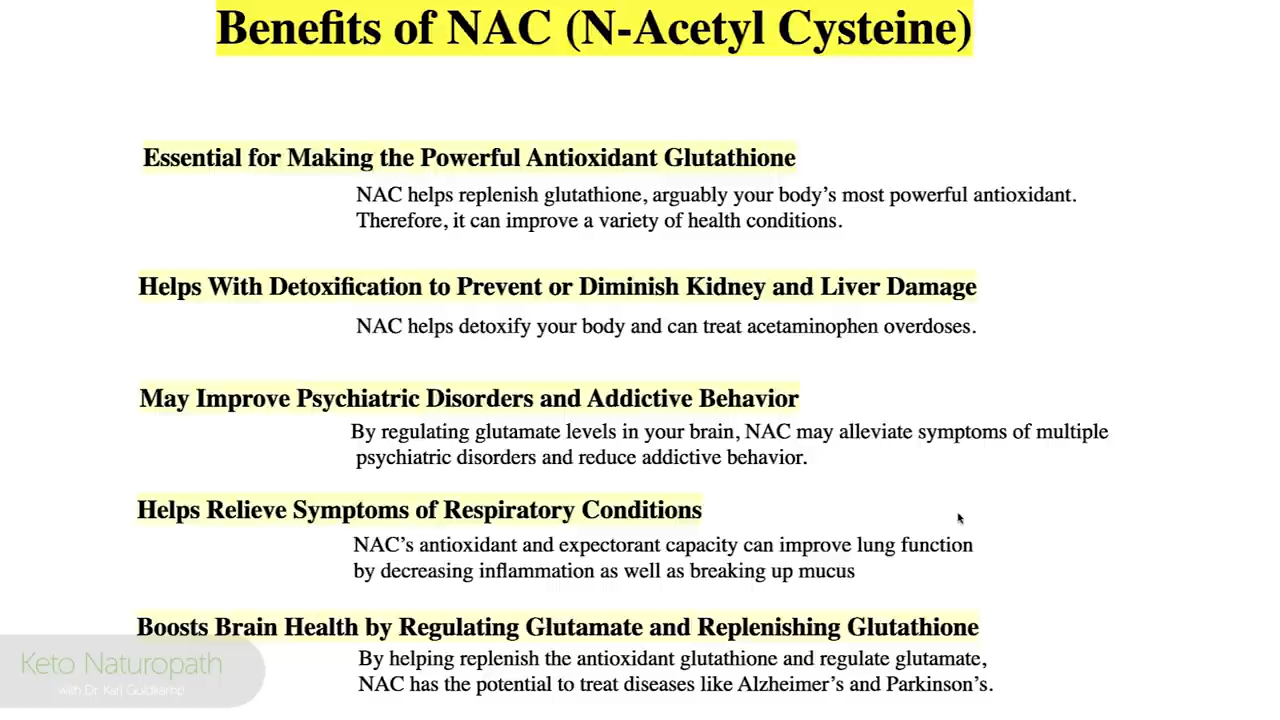 Benefits of NAC (N-Acetyl Cysteine)
Essential for Making the Powerful Antioxidant Glutathione
NAC helps replenish glutathione, arguably your body’s most powerful antioxidant.
Therefore, it can improve a variety of health conditions.
Helps With Detoxification to Prevent or Diminish Kidney and Liver Damage
NAC helps detoxify your body and can treat acetaminophen overdoses.
May Improve Psychiatric Disorders and Addictive Behavior
By regulating glutamate levels in your brain, NAC may alleviate symptoms of multiple
psychiatric disorders and reduce addictive behavior.
Helps Relieve Symptoms of Respiratory Conditions
NAC’s antioxidant and expectorant capacity can improve lung function
by decreasing inflammation as well as breaking up mucus
Boosts Brain Health by Regulating Glutamate and Replenishing Glutathione
By helping replenish the antioxidant glutathione and regulate glutamate,
NAC has the potential to treat diseases like Alzheimer’s and Parkinson’s.
Keto Naturopath
with Dr. Karl Goldkamp